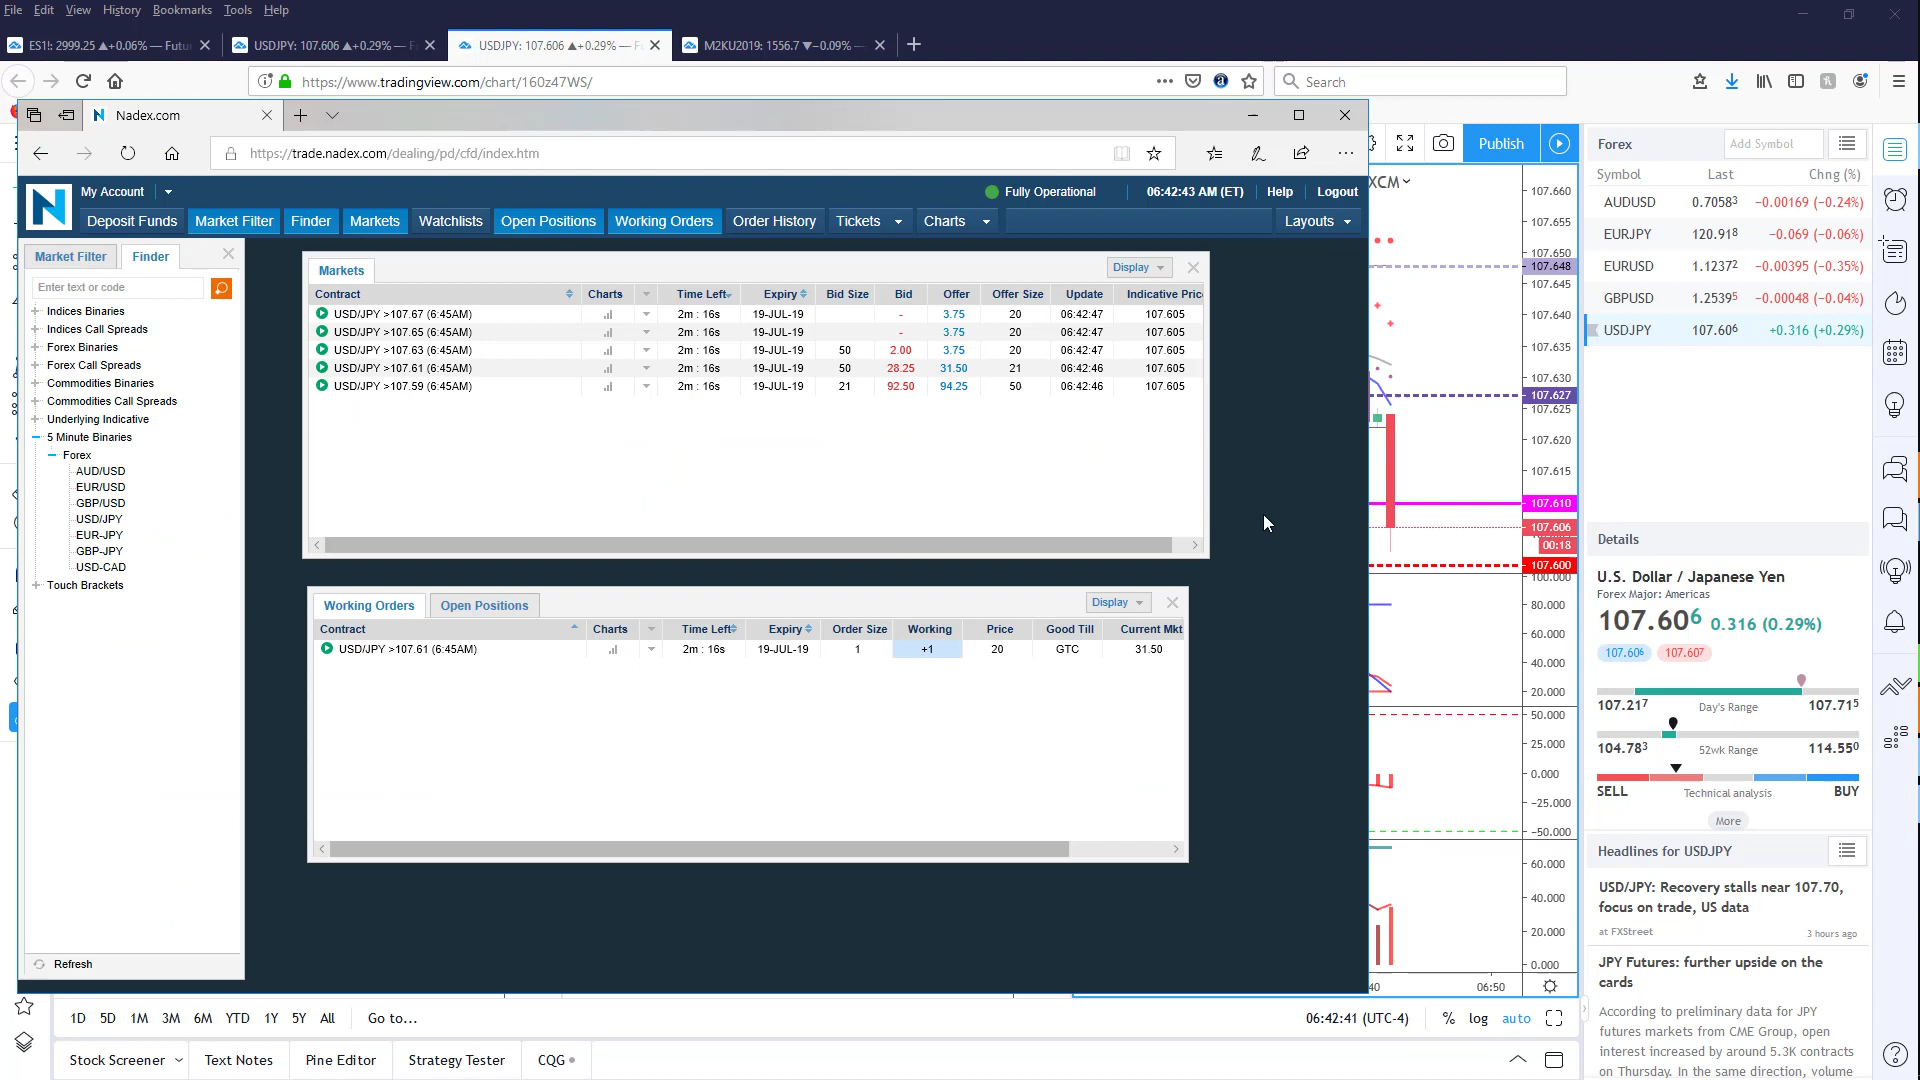 File Edit View History Bookmarks Tools Help
ES1!: 2999.25 ▲+0.06% — Futu
USDJPY: 107.606 ▲+0.29% — F
USDJPY: 107.606 ▲+0.29% — F
M2KU2019: 1556.7 ▼−0.09% —
https://www.tradingview.com/chart/160z47WS/
Search
Nadex.com
https://trade.nadex.com/dealing/pd/cfd/index.htm
N
My Account
Fully Operational
06:42:43 AM (ET)
Help
Logout
Deposit Funds Market Filter Finder Markets Watchlists Open Positions Working Orders Order History Tickets Charts Layouts
Market Filter Finder
Enter text or code
Indices Binaries
Indices Call Spreads
Forex Binaries
Forex Call Spreads
Commodities Binaries
Commodities Call Spreads
Underlying Indicative
5 Minute Binaries
Forex
AUD/USD
EUR/USD
GBP/USD
USD/JPY
EUR-JPY
GBP-JPY
USD-CAD
Touch Brackets
Refresh
Markets
Display
Contract Charts Time Left Expiry Bid Size Bid Offer Offer Size Update Indicative Pric
USD/JPY >107.67 (6:45AM) 2m : 16s 19-JUL-19 - 3.75 20 06:42:47 107.605
USD/JPY >107.65 (6:45AM) 2m : 16s 19-JUL-19 - 3.75 20 06:42:47 107.605
USD/JPY >107.63 (6:45AM) 2m : 16s 19-JUL-19 50 2.00 3.75 20 06:42:47 107.605
USD/JPY >107.61 (6:45AM) 2m : 16s 19-JUL-19 50 28.25 31.50 21 06:42:46 107.605
USD/JPY >107.59 (6:45AM) 2m : 16s 19-JUL-19 21 92.50 94.25 50 06:42:46 107.605
Working Orders Open Positions
Display
Contract Charts Time Left Expiry Order Size Working Price Good Till Current Mkt
USD/JPY >107.61 (6:45AM) 2m : 16s 19-JUL-19 1 +1 20 GTC 31.50
Publish
XCM
107.660
107.655
107.650
107.648
107.645
107.640
107.635
107.630
107.627
107.625
107.620
107.615
107.610
107.606
00:18
107.600
100.000
80.000
60.000
40.000
20.000
50.000
25.000
0.000
−25.000
−50.000
60.000
40.000
20.000
0.000
40
06:50
Forex
Add Symbol
Symbol Last Chng (%)
AUDUSD 0.7058³ −0.00169 (−0.24%)
EURJPY 120.91⁸ −0.069 (−0.06%)
EURUSD 1.1237² −0.00395 (−0.35%)
GBPUSD 1.2539⁵ −0.00048 (−0.04%)
USDJPY 107.60⁶ +0.316 (+0.29%)
Details
U.S. Dollar / Japanese Yen
Forex Major: Americas
107.60⁶ 0.316 (0.29%)
107.60⁶ 107.60⁷
107.21⁷ Day's Range 107.71⁵
104.78³ 52wk Range 114.55⁰
SELL Technical analysis BUY
More
Headlines for USDJPY
USD/JPY: Recovery stalls near 107.70,
focus on trade, US data
at FXStreet
3 hours ago
JPY Futures: further upside on the
cards
According to preliminary data for JPY
futures markets from CME Group, open
interest increased by around 5.3K contracts
on Thursday. In the same direction, volume
1D 5D 1M 3M 6M YTD 1Y 5Y All Go to...
06:42:41 (UTC-4) % log auto
Stock Screener Text Notes Pine Editor Strategy Tester CQG